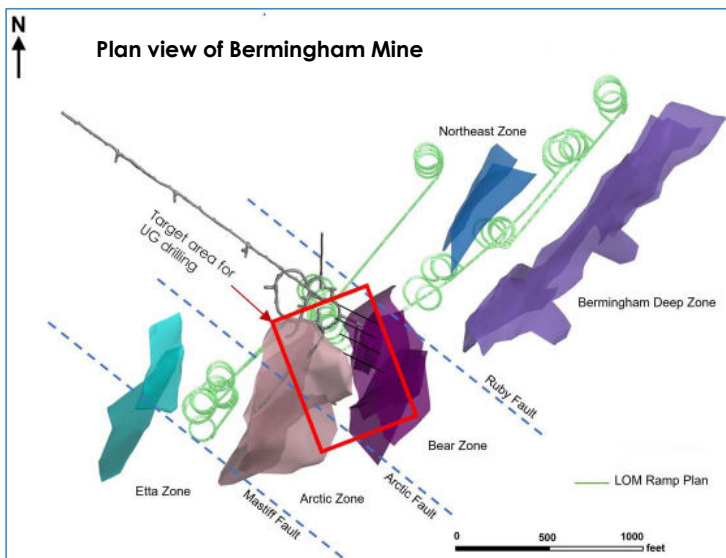 N
Plan view of Bermingham Mine
Northeast Zone
Target area for
UG drilling
Bermingham Deep Zone
Ruby Fault
Bear Zone
Arctic Fault
Etta Zone
Arctic Zone
Mastiff Fault
LOM Ramp Plan
0 500 1000
feet